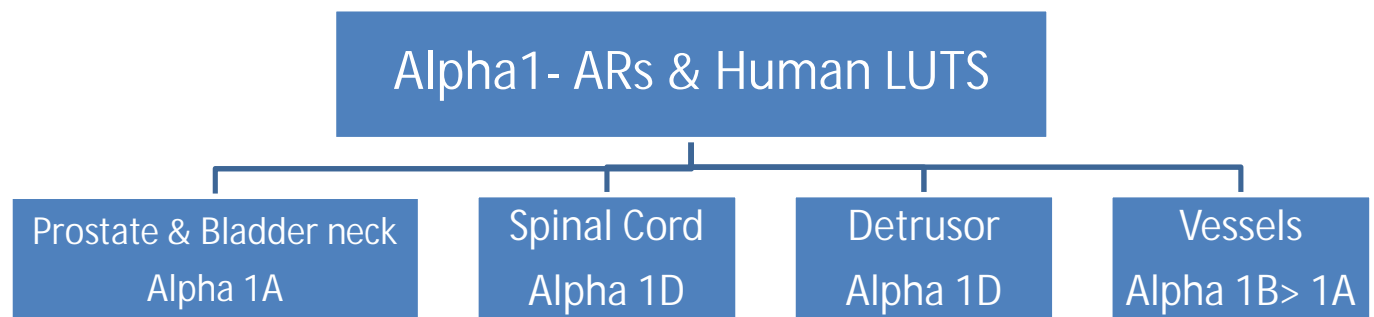 Alpha1- ARs & Human LUTS
Prostate & Bladder neck
Alpha 1A
Spinal Cord
Alpha 1D
Detrusor
Alpha 1D
Vessels
Alpha 1B> 1A